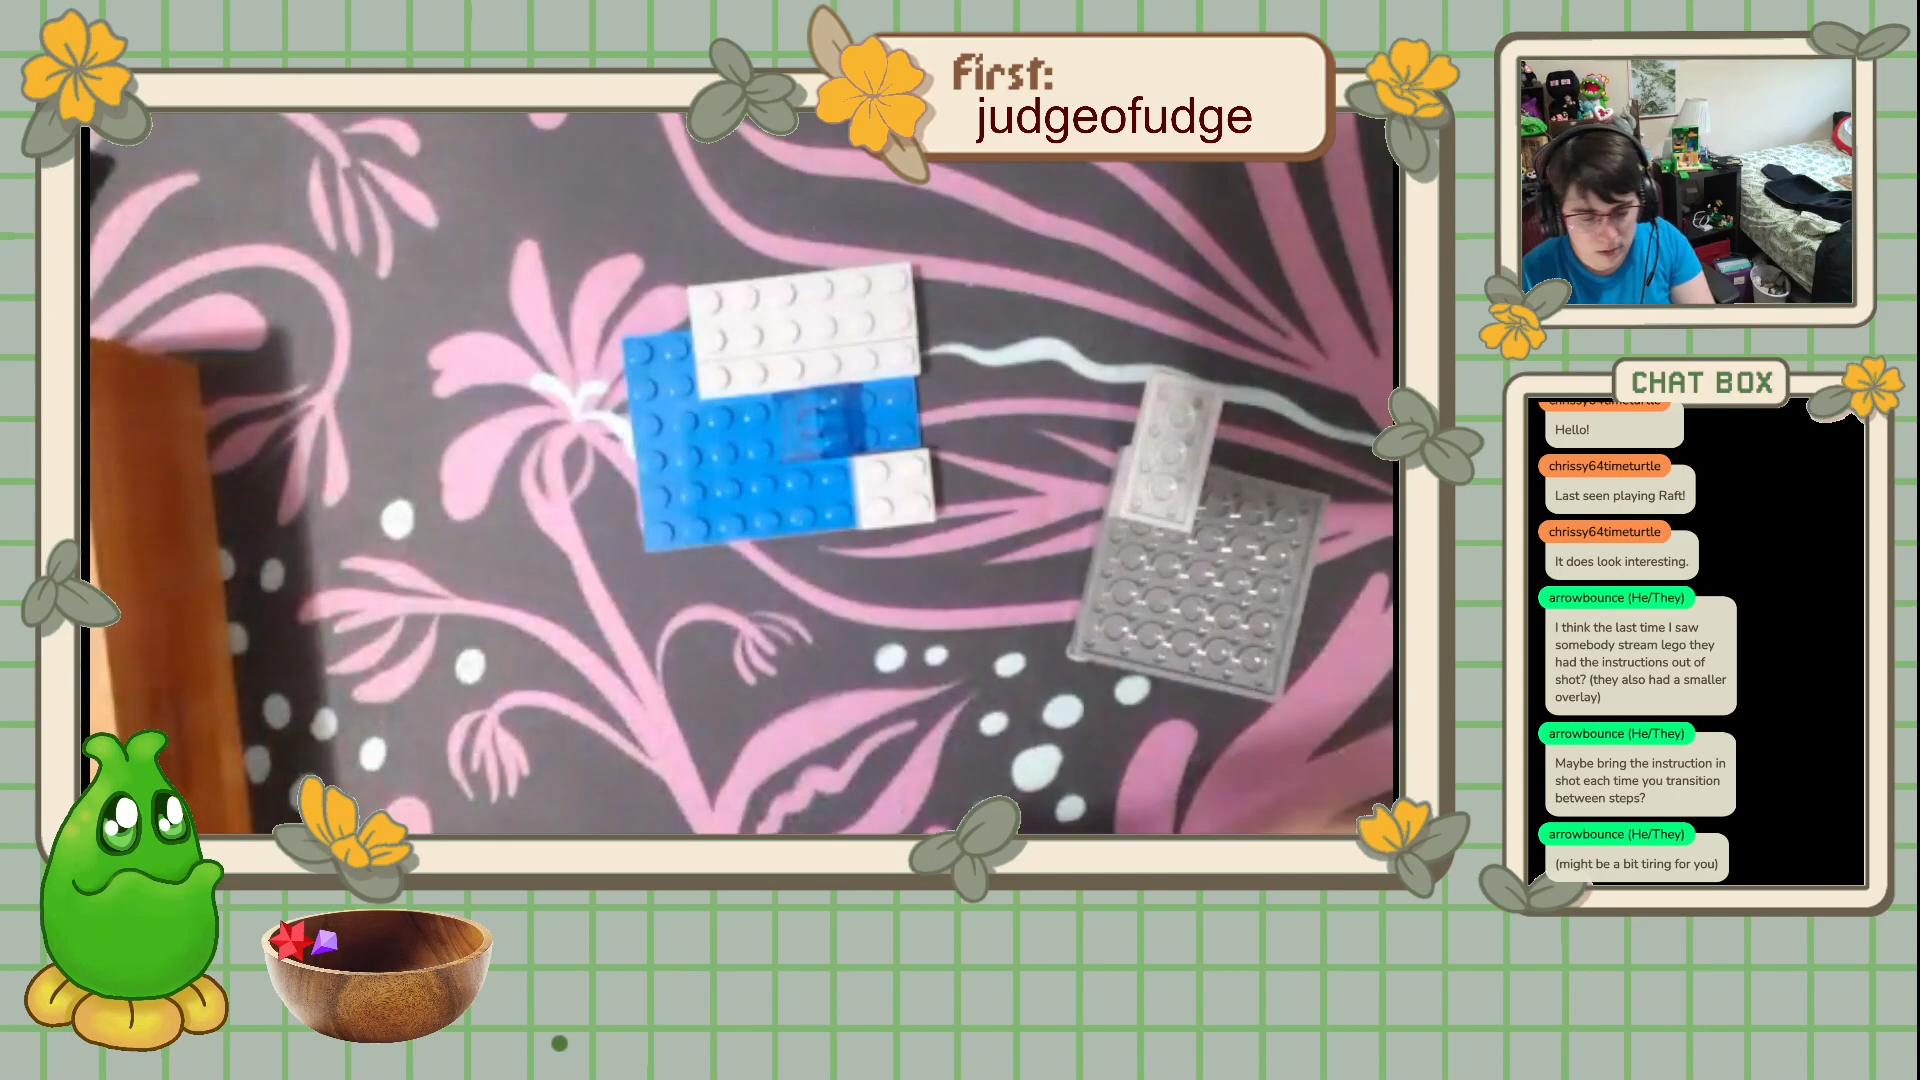 First:
judgeofudge
CHAT BOX
chrissy64timeturtle
Hello!
chrissy64timeturtle
Last seen playing Raft!
chrissy64timeturtle
It does look interesting.
arrowbounce (He/They)
I think the last time I saw
somebody stream lego they
had the instructions out of
shot? (they also had a smaller
overlay)
arrowbounce (He/They)
Maybe bring the instruction in
shot each time you transition
between steps?
arrowbounce (He/They)
(might be a bit tiring for you)